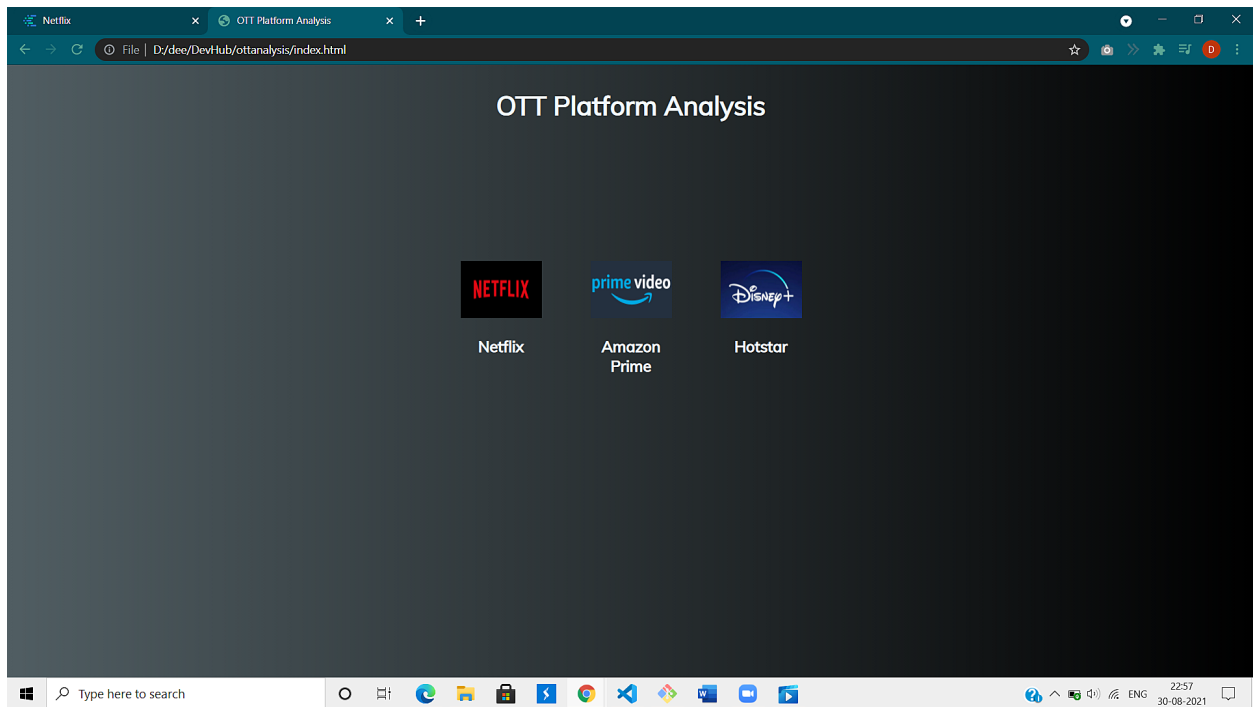 Netflix
OTT Platform Analysis
File | D:/dee/DevHub/ottanalysis/index.html
D
OTT Platform Analysis
NETFLIX
prime video
Disney+
Netflix
Amazon
Prime
Hotstar
Type here to search
ENG
22:57
30-08-2021